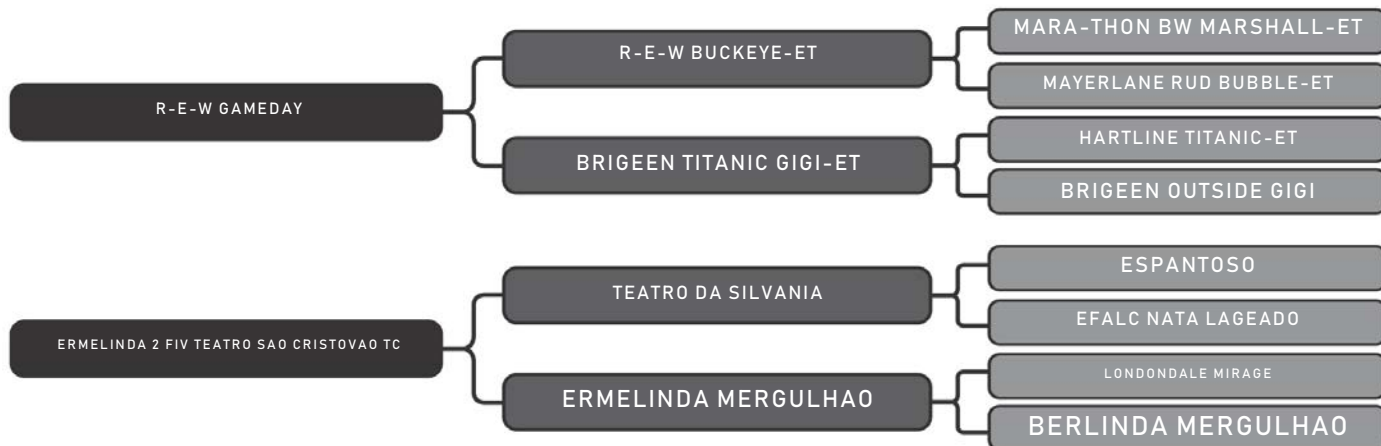 R-E-W GAMEDAY
R-E-W BUCKEYE-ET
MARA-THON BW MARSHALL-ET
MAYERLANE RUD BUBBLE-ET
BRIGEEN TITANIC GIGI-ET
HARTLINE TITANIC-ET
BRIGEEN OUTSIDE GIGI
ERMELINDA 2 FIV TEATRO SAO CRISTOVAO TC
TEATRO DA SILVANIA
ESPANTOSO
EFALC NATA LAGEADO
ERMELINDA MERGULHAO
LONDONDALE MIRAGE
BERLINDA MERGULHAO